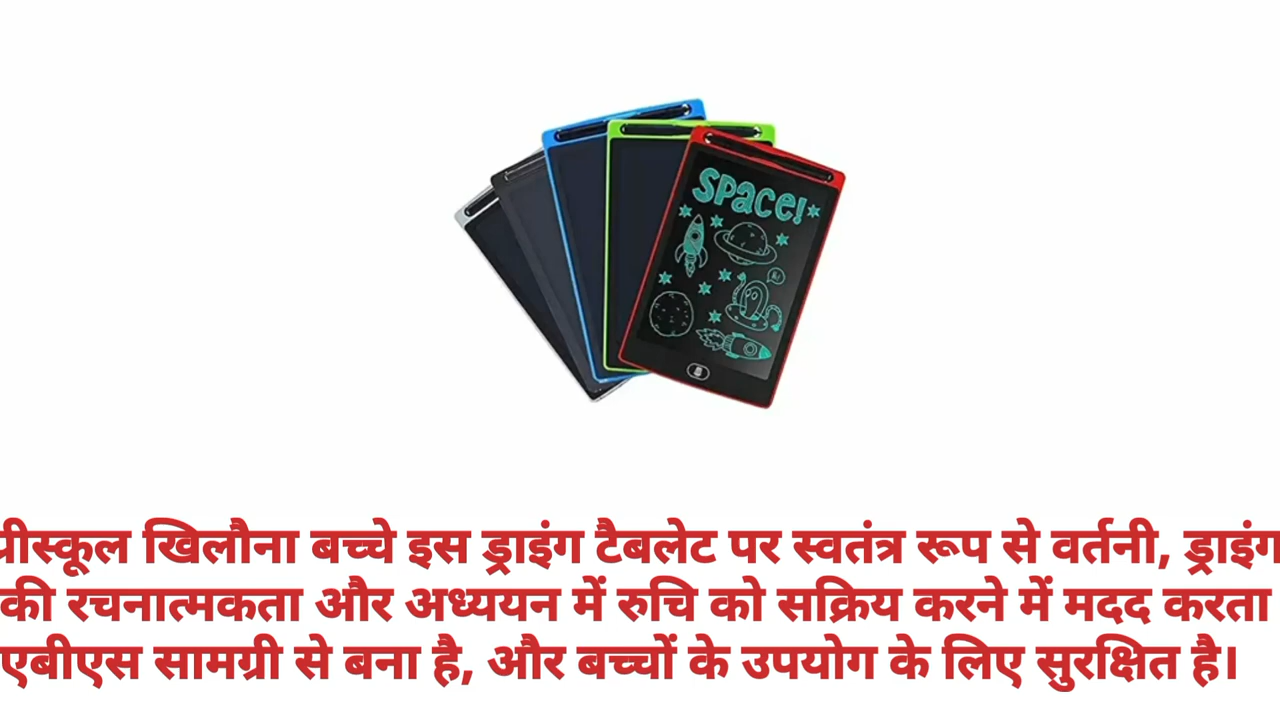 SPACE!
Hi
प्रीस्कूल खिलौना बच्चे इस ड्राइंग टैबलेट पर स्वतंत्र रूप से वर्तनी, ड्राइंग
की रचनात्मकता और अध्ययन में रुचि को सक्रिय करने में मदद करता
एबीएस सामग्री से बना है, और बच्चों के उपयोग के लिए सुरक्षित है।